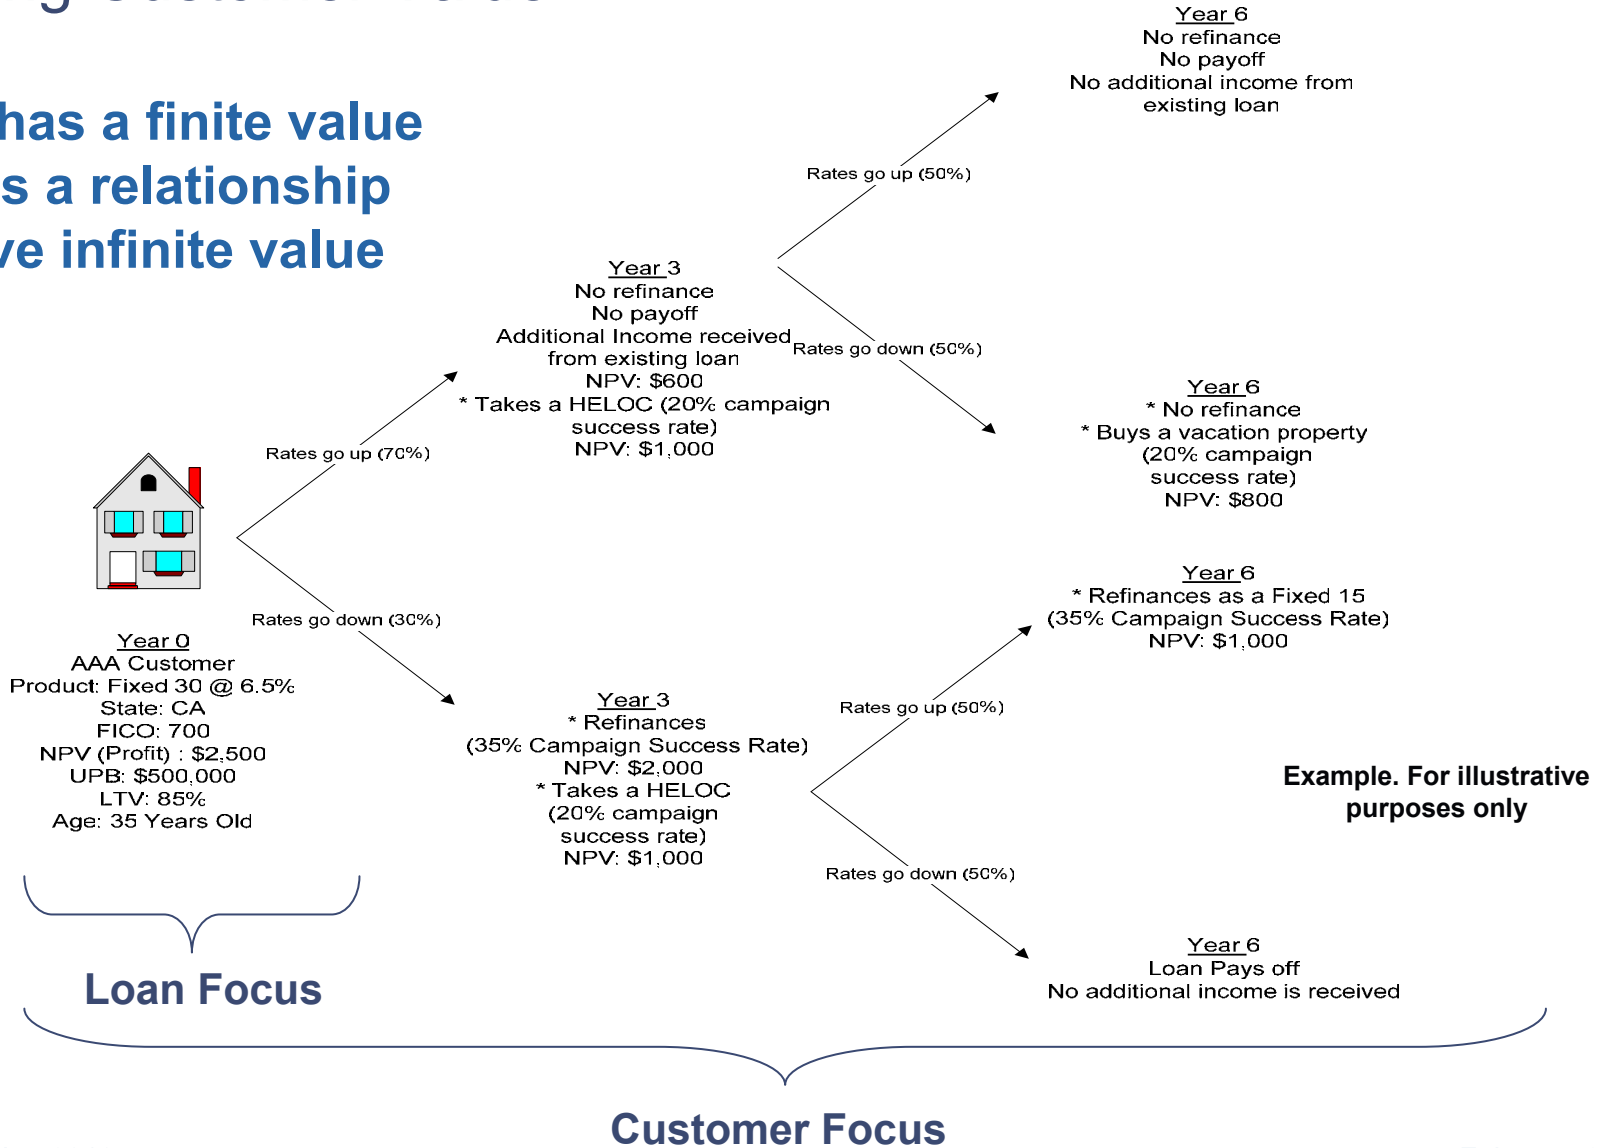 has a finite value
s a relationship
ve infinite value
Year 6
No refinance
No payoff
No additional income from
existing loan
Rates go up (50%)
Year 3
No refinance
No payoff
Additional Income received
from existing loan
NPV: $600
* Takes a HELOC (20% campaign
success rate)
NPV: $1,000
Rates go down (50%)
Year 6
* No refinance
* Buys a vacation property
(20% campaign
success rate)
NPV: $800
Rates go up (70%)
Rates go down (30%)
Year 0
AAA Customer
Product: Fixed 30 @ 6.5%
State: CA
FICO: 700
NPV (Profit) : $2,500
UPB: $500,000
LTV: 85%
Age: 35 Years Old
Year 3
* Refinances
(35% Campaign Success Rate)
NPV: $2,000
* Takes a HELOC
(20% campaign
success rate)
NPV: $1,000
Rates go up (50%)
Year 6
* Refinances as a Fixed 15
(35% Campaign Success Rate)
NPV: $1,000
Rates go down (50%)
Year 6
Loan Pays off
No additional income is received
Example. For illustrative
purposes only
Loan Focus
Customer Focus